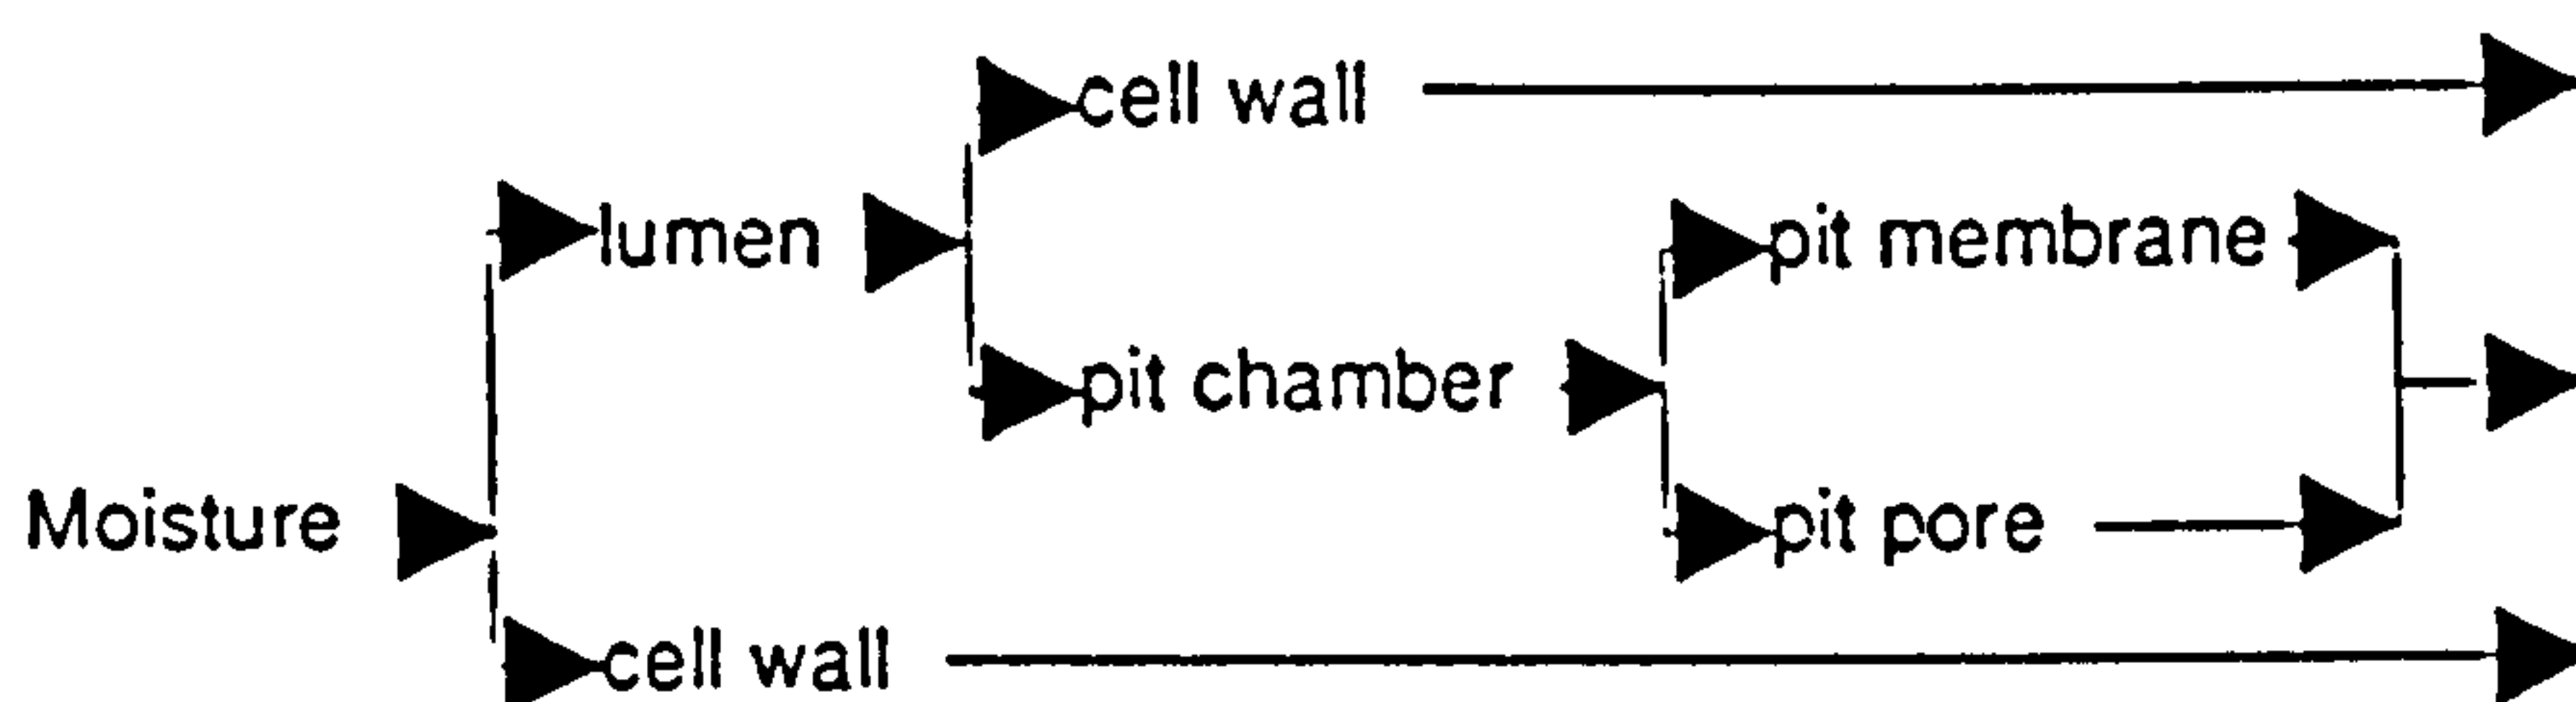 cell wall
lumen
pit membrane
pit chamber
Moisture
pit pore
cell wall